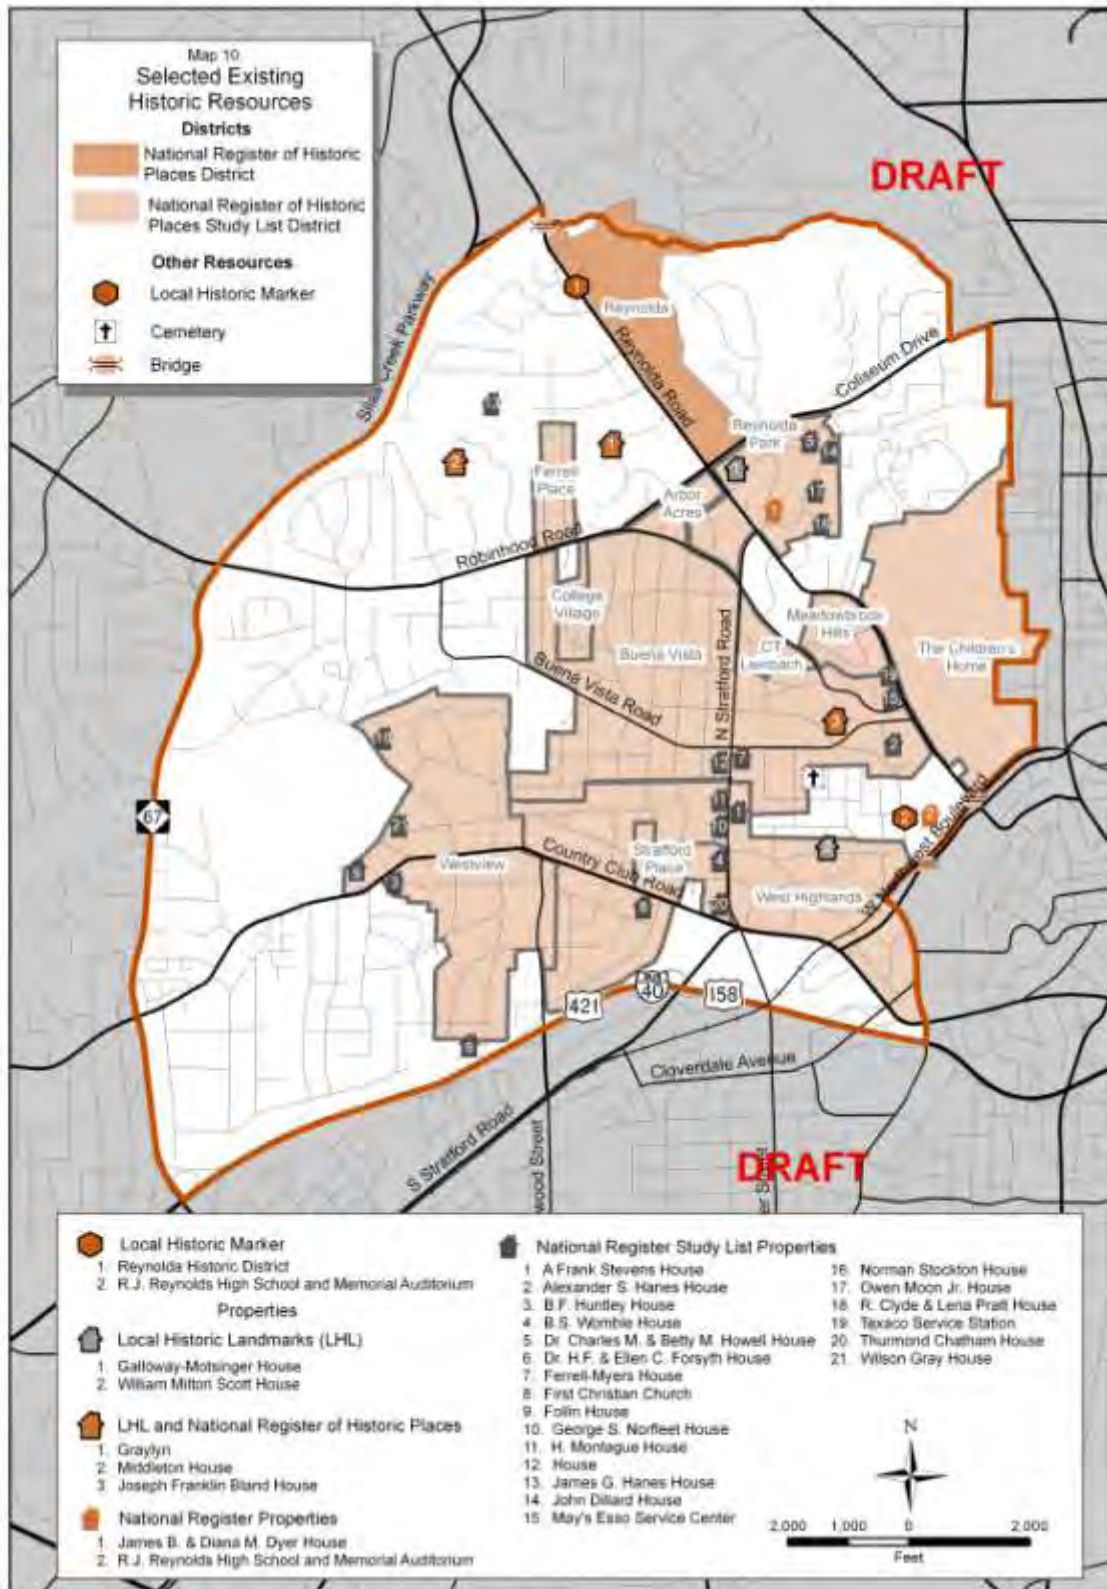 Map 10
Selected Existing
Historic Resources
Districts
National Register of Historic
Places District
National Register of Historic
Places Study List District
Other Resources
Local Historic Marker
Cemetery
Bridge
DRAFT
Silas Creek Parkway
1
Reynolda
Reynolda Road
Coliseum Drive
Reynolda
Park
2
1
Ferrell
Place
Arbor
Acres
Robinhood Road
College
Village
Meadowbrook
Hills
The Children's
Home
Buena Vista
CT
Leinbach
N Stratford Road
Buena Vista Road
3
67
2
W Northwest Boulevard
Westview
Country Club Road
Stratford
Place
West Highlands
20
421
40
158
Cloverdale Avenue
S Stratford Road
wood Street
er Street
DRAFT
Local Historic Marker
1. Reynolda Historic District
2. R.J. Reynolds High School and Memorial Auditorium
Properties
Local Historic Landmarks (LHL)
1. Galloway-Motsinger House
2. William Milton Scott House
LHL and National Register of Historic Places
1. Graylyn
2. Middleton House
3. Joseph Franklin Bland House
National Register Properties
1. James B. & Diana M. Dyer House
2. R.J. Reynolds High School and Memorial Auditorium
National Register Study List Properties
1. A Frank Stevens House
2. Alexander S. Hanes House
3. B.F. Huntley House
4. B.S. Womble House
5. Dr. Charles M. & Betty M. Howell House
6. Dr. H.F. & Ellen C. Forsyth House
7. Ferrell-Myers House
8. First Christian Church
9. Follin House
10. George S. Norfleet House
11. H. Montague House
12. House
13. James G. Hanes House
14. John Dillard House
15. May's Esso Service Center
16. Norman Stockton House
17. Owen Moon Jr. House
18. R. Clyde & Lena Pratt House
19. Texaco Service Station
20. Thurmond Chatham House
21. Wilson Gray House
N
2,000 1,000 0 2,000
Feet